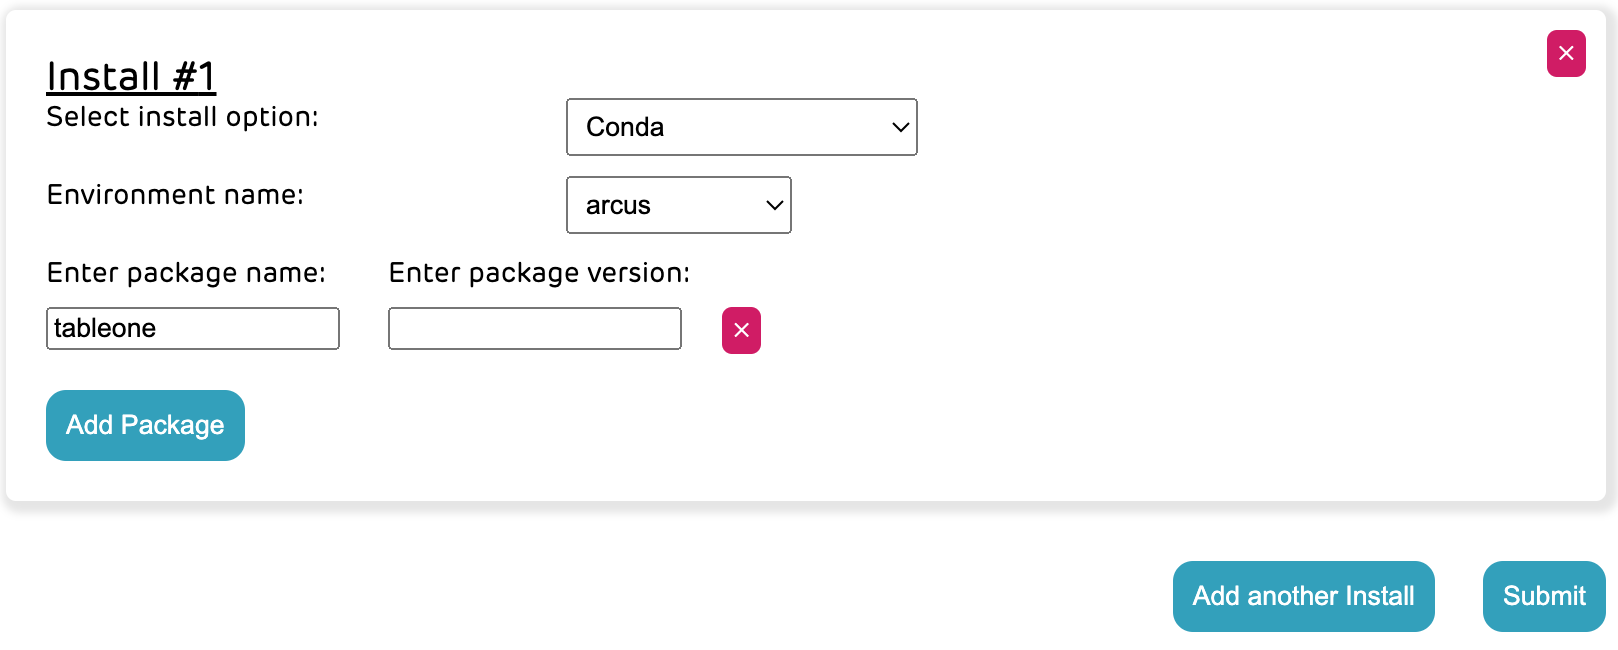 Install #1
Select install option:
Conda
Environment name:
arcus
Enter package name: Enter package version:
tableone
Add Package
Add another Install Submit